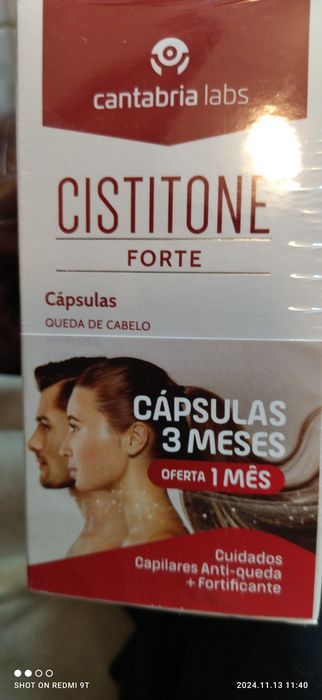 cantabria labs
CISTITONE
FORTE
Cápsulas
QUEDA DE CABELO
CÁPSULAS
3 MESES
OFERTA 1 MÊS
Cuidados
Capilares Anti-queda
+ Fortificante
SHOT ON REDMI 9T
2024.11.13 11:40